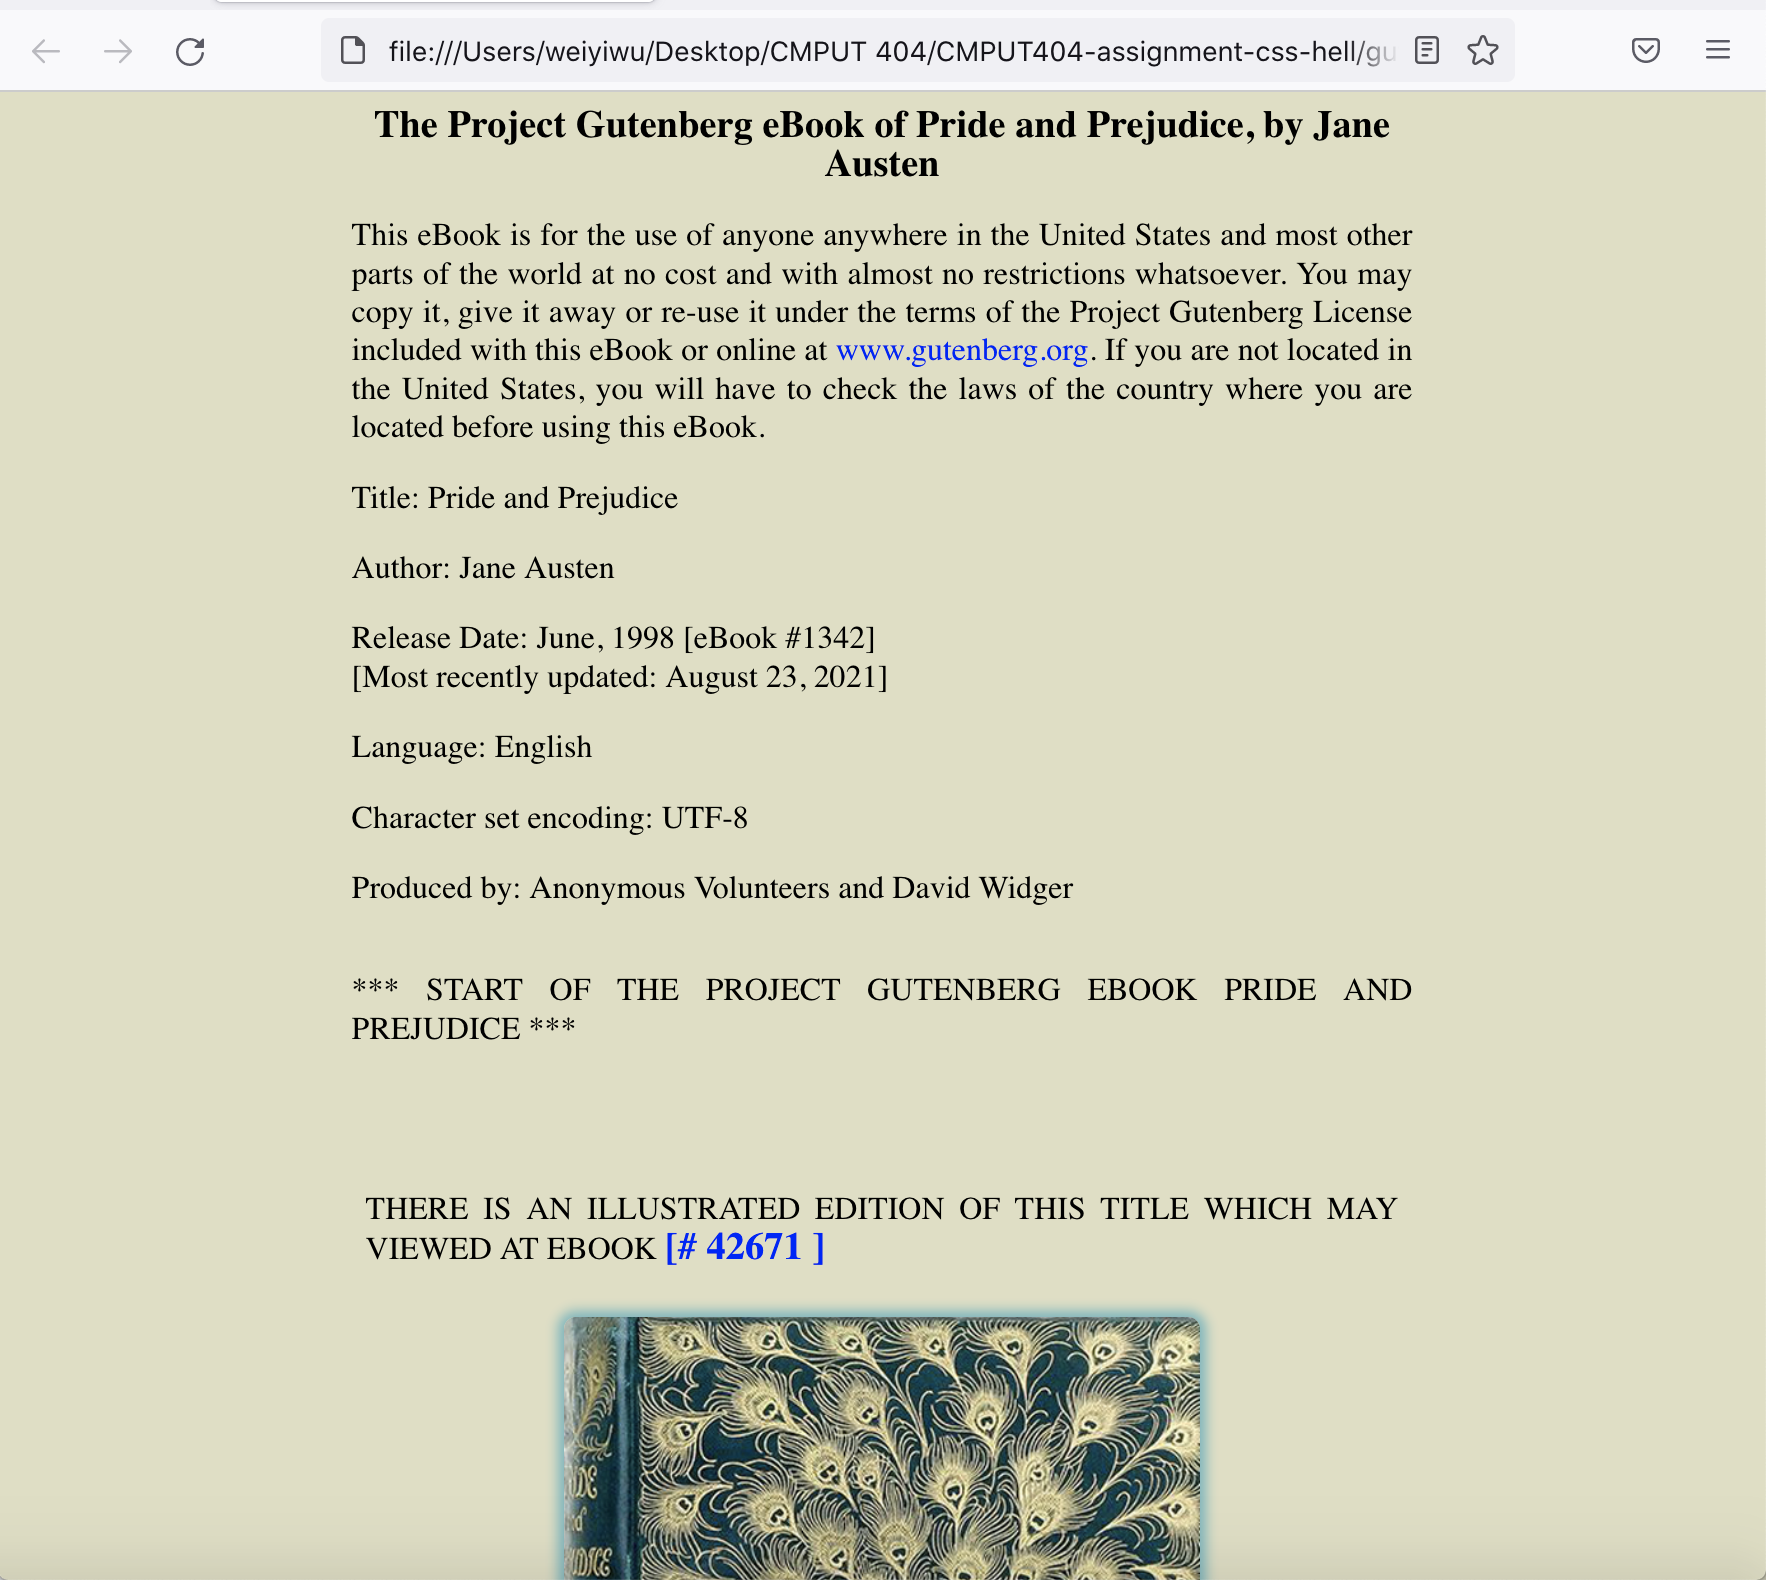 file:///Users/weiyiwu/Desktop/CMPUT 404/CMPUT404-assignment-css-hell/gu
The Project Gutenberg eBook of Pride and Prejudice, by Jane
Austen
This eBook is for the use of anyone anywhere in the United States and most other
parts of the world at no cost and with almost no restrictions whatsoever. You may
copy it, give it away or re-use it under the terms of the Project Gutenberg License
included with this eBook or online at www.gutenberg.org. If you are not located in
the United States, you will have to check the laws of the country where you are
located before using this eBook.
Title: Pride and Prejudice
Author: Jane Austen
Release Date: June, 1998 [eBook #1342]
[Most recently updated: August 23, 2021]
Language: English
Character set encoding: UTF-8
Produced by: Anonymous Volunteers and David Widger
*** START OF THE PROJECT GUTENBERG EBOOK PRIDE AND
PREJUDICE ***
THERE IS AN ILLUSTRATED EDITION OF THIS TITLE WHICH MAY
VIEWED AT EBOOK [# 42671 ]